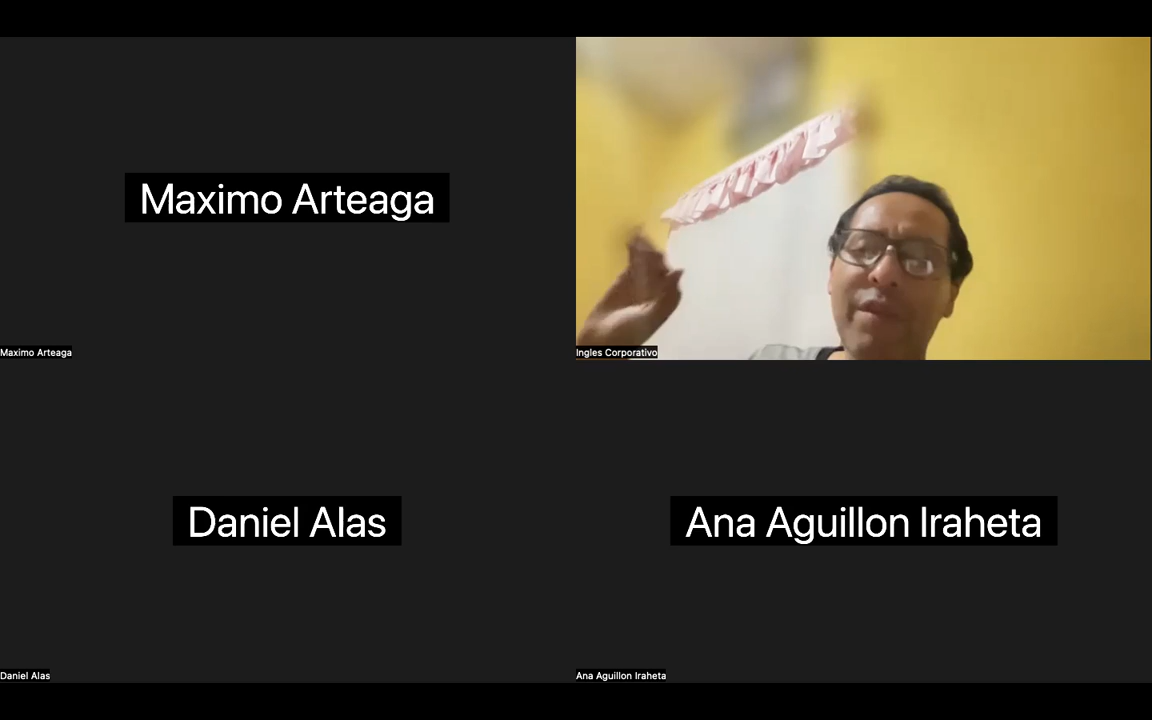 Maximo Arteaga
Maximo Arteaga
Ingles Corporativo
Daniel Alas
Ana Aguillon Iraheta
Daniel Alas
Ana Aguillon Iraheta